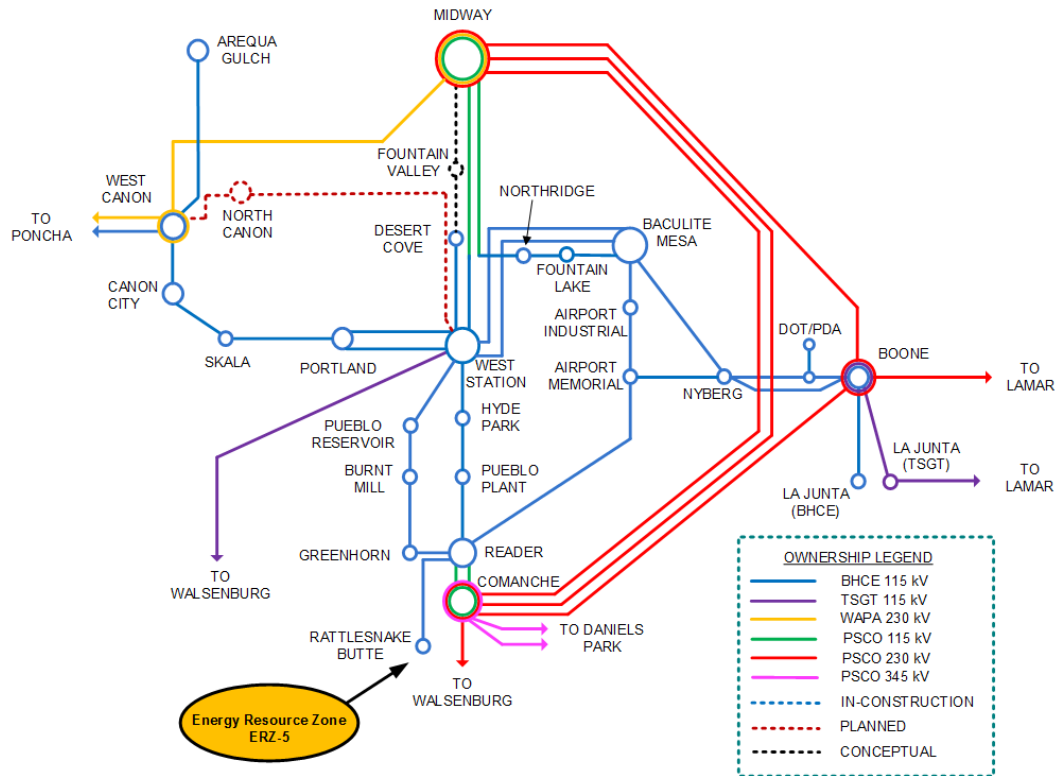 MIDWAY
AREQUA
GULCH
FOUNTAIN
VALLEY
NORTHRIDGE
WEST
CANON
TO
PONCHA
NORTH
CANON
DESERT
COVE
BACULITE
MESA
FOUNTAIN
LAKE
CANON
CITY
AIRPORT
INDUSTRIAL
DOT/PDA
SKALA
PORTLAND
WEST
STATION
AIRPORT
MEMORIAL
NYBERG
BOONE
TO
LAMAR
HYDE
PARK
PUEBLO
RESERVOIR
BURNT
MILL
PUEBLO
PLANT
LA JUNTA
(TSGT)
TO
LAMAR
LA JUNTA
(BHCE)
GREENHORN
READER
COMANCHE
TO
WALSENBURG
RATTLESNAKE
BUTTE
TO DANIELS
PARK
TO
WALSENBURG
Energy Resource Zone
ERZ-5
OWNERSHIP LEGEND
BHCE 115 kV
TSGT 115 kV
WAPA 230 kV
PSCO 115 kV
PSCO 230 kV
PSCO 345 kV
IN-CONSTRUCTION
PLANNED
CONCEPTUAL